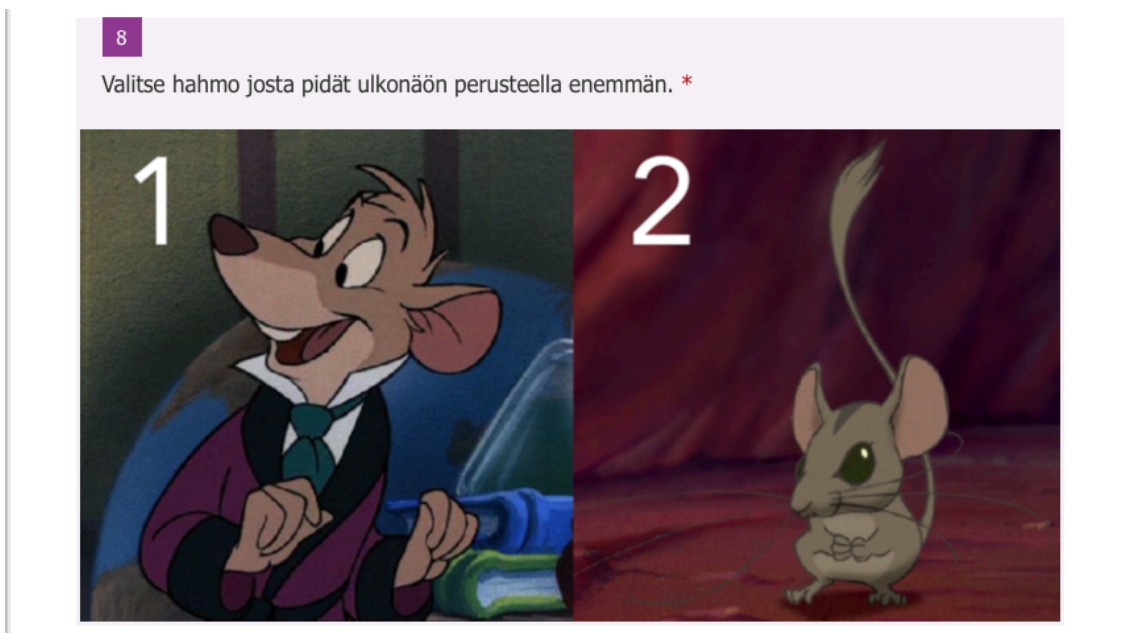 8
Valitse hahmo josta pidät ulkonäön perusteella enemmän. *
1 2